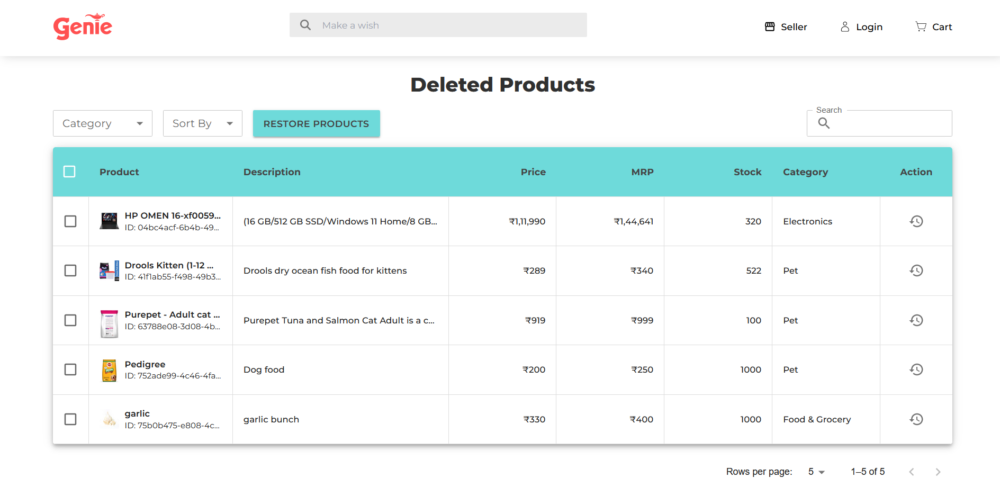 Genie
Make a wish
Seller
Login
Cart
Deleted Products
Category
Sort By
RESTORE PRODUCTS
Search
Product Description Price MRP Stock Category Action
HP OMEN 16-xf0059...
ID: 04bc4acf-6b4b-49...
(16 GB/512 GB SSD/Windows 11 Home/8 GB... ₹1,11,990 ₹1,44,641 320 Electronics
Drools Kitten (1-12 ...
ID: 41f1ab55-f498-49b3...
Drools dry ocean fish food for kittens ₹289 ₹340 522 Pet
Purepet - Adult cat ...
ID: 63788e08-3d08-4b...
Purepet Tuna and Salmon Cat Adult is a c... ₹919 ₹999 100 Pet
PUREPET
Pedigree
ID: 752ade99-4c46-4fa...
Dog food ₹200 ₹250 1000 Pet
garlic
ID: 75b0b475-e808-4c...
garlic bunch ₹330 ₹400 1000 Food & Grocery
Rows per page: 5 1–5 of 5